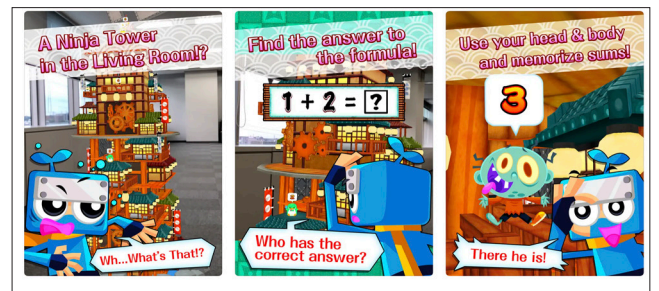 A Ninja Tower
in the Living Room!?
Wh...What's That!?
Find the answer to
the formula!
1 + 2 = ?
Who has the
correct answer?
Use your head & body
and memorize sums!
3
There he is!